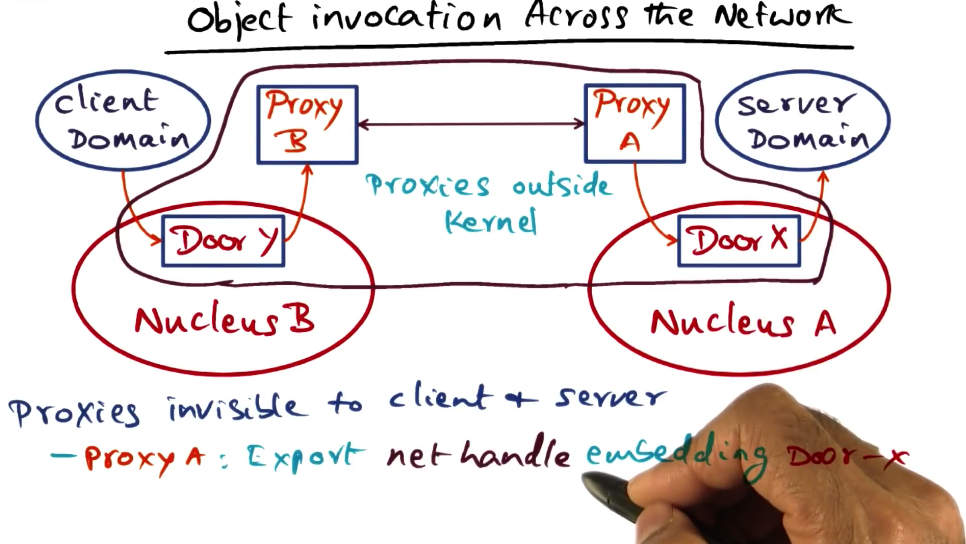 Object invocation Across the Network
client
Domain
Proxy
B
Proxy
A
server
Domain
Proxies outside
Kernel
Door Y
Door X
Nucleus B
Nucleus A
Proxies invisible to client + server
- Proxy A : Export net handle embedding Door-x